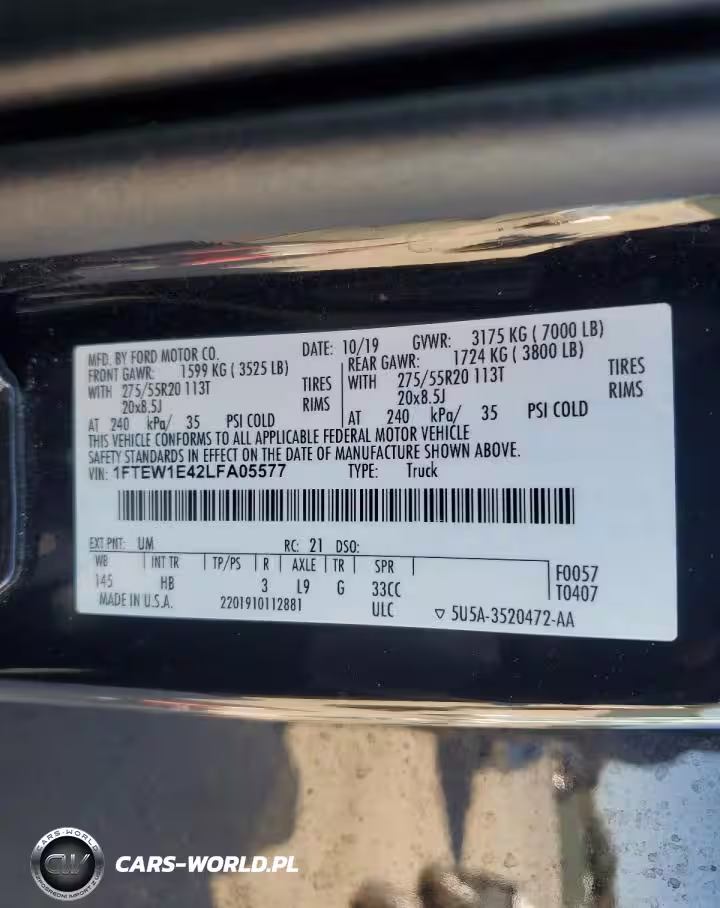 MFD. BY FORD MOTOR CO. DATE: 10/19 GVWR: 3175 KG ( 7000 LB)
FRONT GAWR: 1599 KG ( 3525 LB) REAR GAWR: 1724 KG ( 3800 LB)
WITH 275/55R20 113T TIRES WITH 275/55R20 113T TIRES
20x8.5J RIMS 20x8.5J RIMS
AT 240 kPa/ 35 PSI COLD AT 240 kPa/ 35 PSI COLD
THIS VEHICLE CONFORMS TO ALL APPLICABLE FEDERAL MOTOR VEHICLE
SAFETY STANDARDS IN EFFECT ON THE DATE OF MANUFACTURE SHOWN ABOVE.
VIN: 1FTEW1E42LFA05577 TYPE: Truck
EXT PNT: UM RC: 21 DSO:
WB INT TR TP/PS R AXLE TR SPR F0057
145 HB 3 L9 G 33CC T0407
MADE IN U.S.A. 2201910112881 ULC ▽ 5U5A-3520472-AA
CARS-WORLD
CW
CARS-WORLD.PL